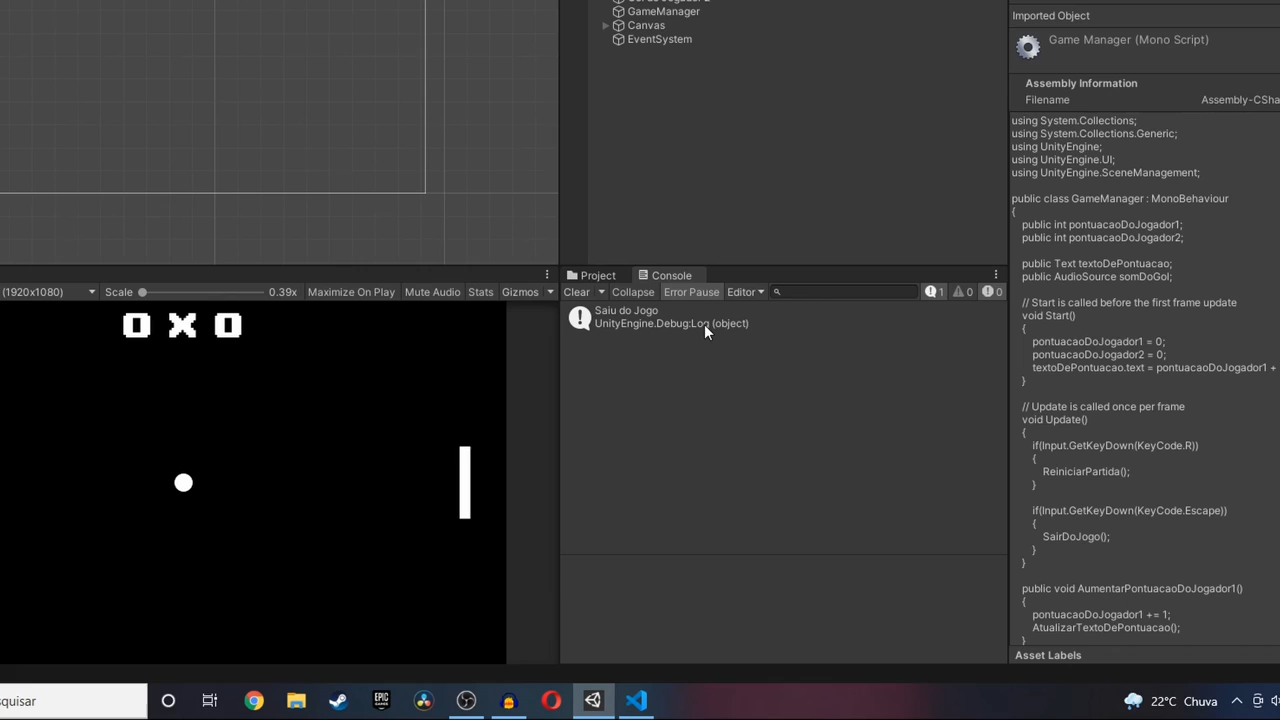 GameManager
Canvas
EventSystem
Imported Object
Game Manager (Mono Script)
Assembly Information
Filename Assembly-CSha
using System.Collections;
using System.Collections.Generic;
using UnityEngine;
using UnityEngine.UI;
using UnityEngine.SceneManagement;
public class GameManager : MonoBehaviour
{
public int pontuacaoDoJogador1;
public int pontuacaoDoJogador2;
public Text textoDePontuacao;
public AudioSource somDoGol;
// Start is called before the first frame update
void Start()
{
pontuacaoDoJogador1 = 0;
pontuacaoDoJogador2 = 0;
textoDePontuacao.text = pontuacaoDoJogador1 +
}
// Update is called once per frame
void Update()
{
if(Input.GetKeyDown(KeyCode.R))
{
ReiniciarPartida();
}
if(Input.GetKeyDown(KeyCode.Escape))
{
SairDoJogo();
}
}
public void AumentarPontuacaoDoJogador1()
{
pontuacaoDoJogador1 += 1;
AtualizarTextoDePontuacao();
}
Asset Labels
Project Console
(1920x1080) Scale 0.39x Maximize On Play Mute Audio Stats Gizmos
Clear Collapse Error Pause Editor 1 0 0
Saiu do Jogo
UnityEngine.Debug:Log (object)
0 X 0
squisar
22°C Chuva